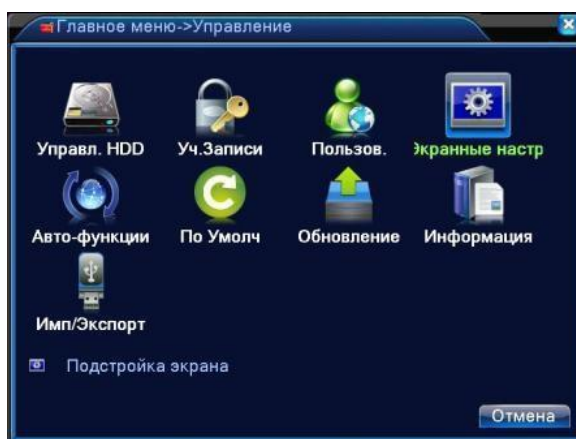 Главное меню->Управление
Управл. HDD Уч.Записи Пользов. Экранные настр
Авто-функции По Умолч Обновление Информация
Имп/Экспорт
Подстройка экрана
Отмена